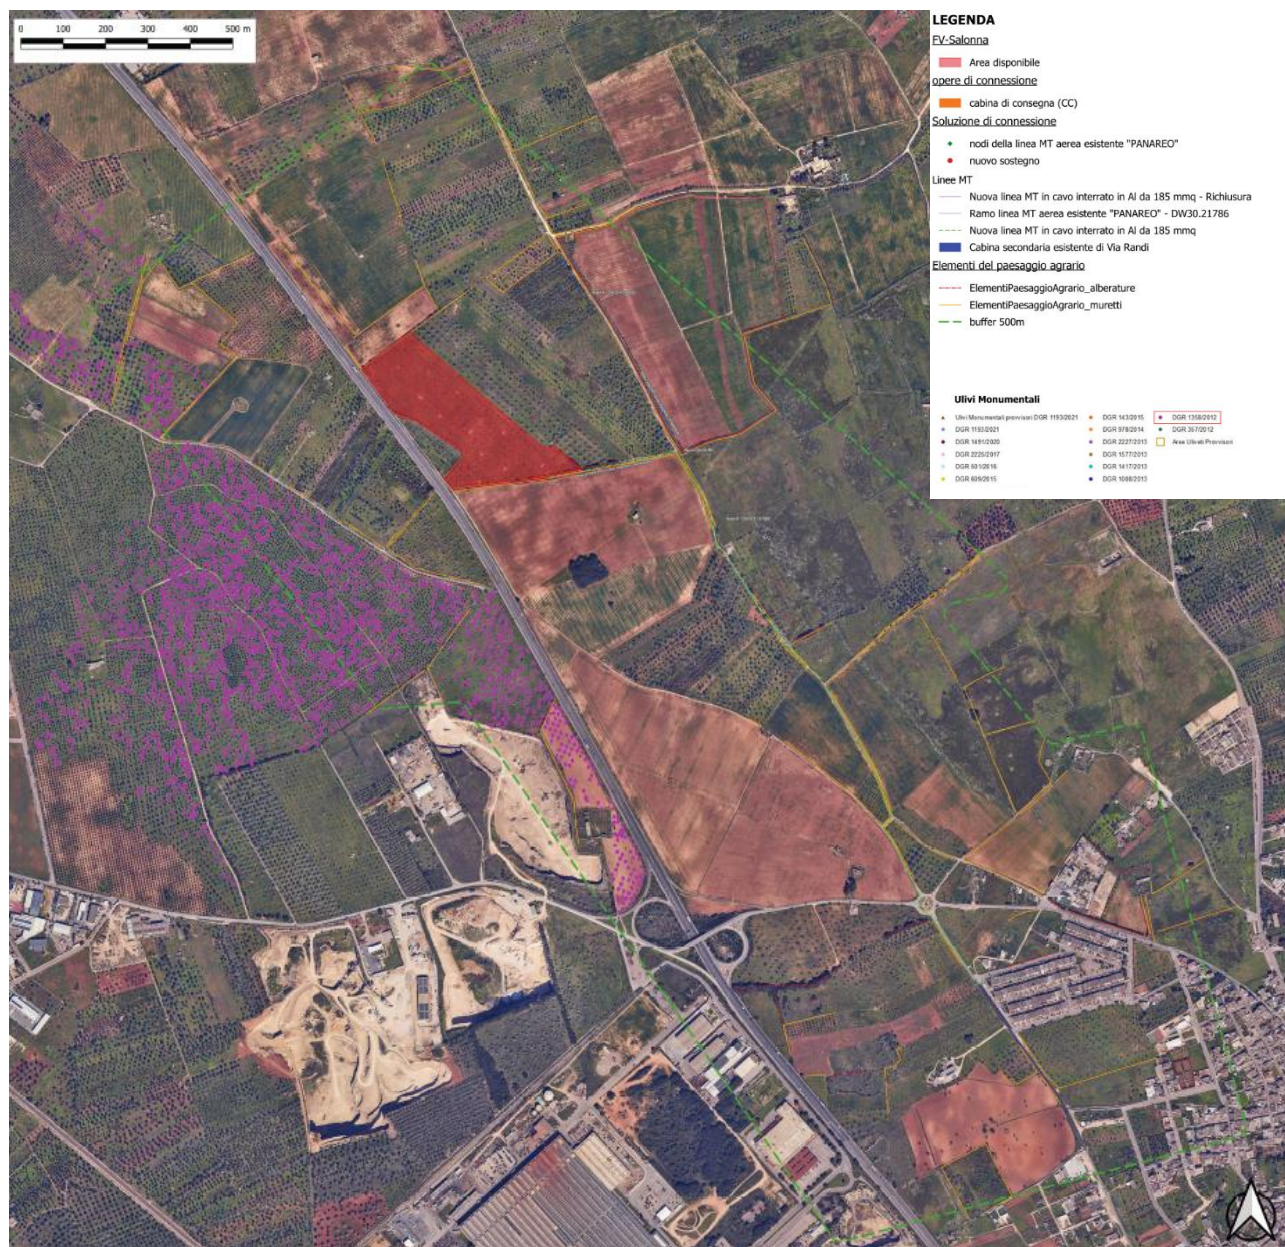 0 100 200 300 400 500 m
LEGENDA
FV-Salonna
Area disponibile
opere di connessione
cabina di consegna (CC)
Soluzione di connessione
nodi della linea MT aerea esistente "PANAREO"
nuovo sostegno
Linee MT
Nuova linea MT in cavo interrato in Al da 185 mmq - Richiusura
Ramo linea MT aerea esistente "PANAREO" - DW30.21786
Nuova linea MT in cavo interrato in Al da 185 mmq
Cabina secondaria esistente di Via Randi
Elementi del paesaggio agrario
ElementiPaesaggioAgrario_alberature
ElementiPaesaggioAgrario_muretti
buffer 500m
Ulivi Monumentali
Ulivi Monumentali provvisori DGR 1193/2021
DGR 1193/2021
DGR 1491/2020
DGR 2225/2017
DGR 501/2016
DGR 609/2015
DGR 143/2015
DGR 978/2014
DGR 2227/2013
DGR 1577/2013
DGR 1417/2013
DGR 1088/2013
DGR 1358/2012
DGR 357/2012
Aree Uliveti Provvisori